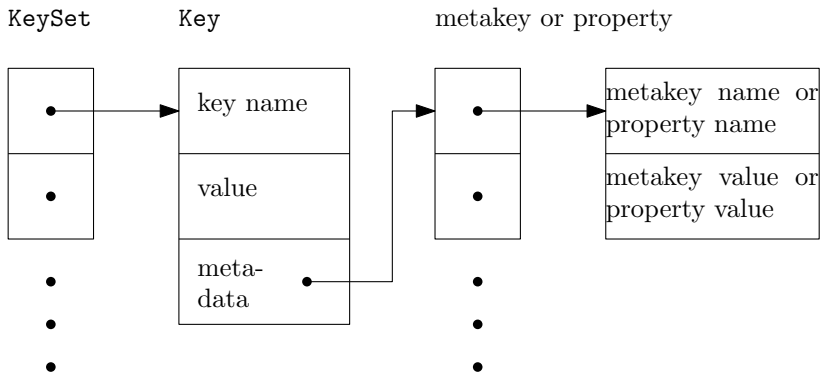 KeySet
Key
metakey or property
key name
value
meta-
data
metakey name or
property name
metakey value or
property value